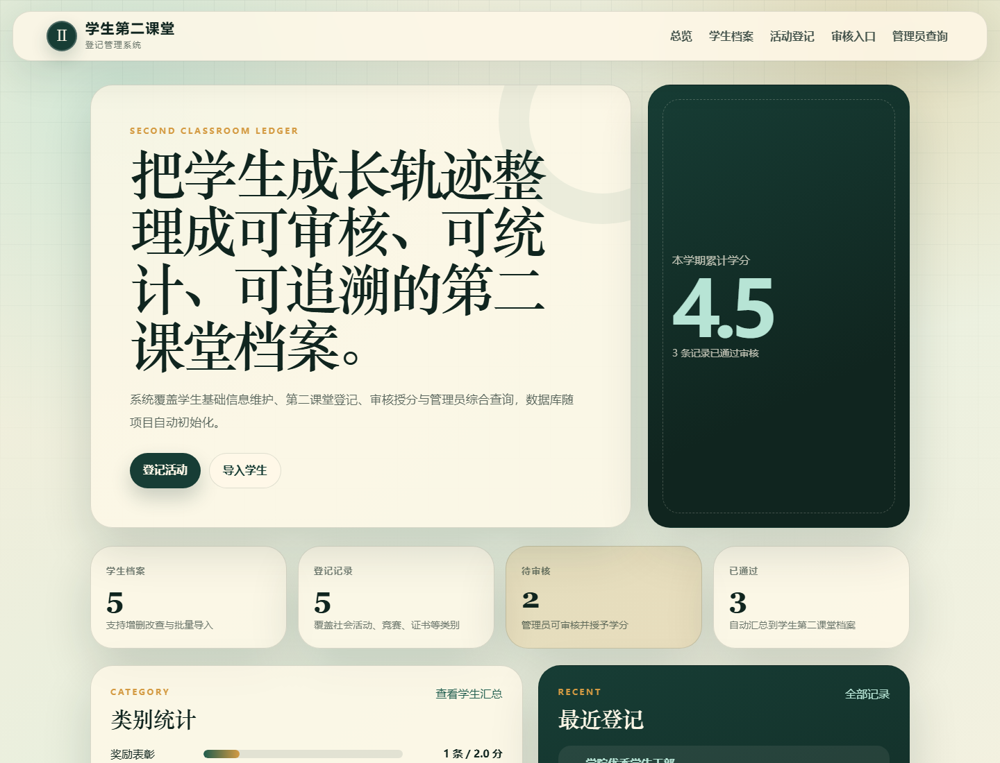 Ⅱ
学生第二课堂
登记管理系统
总览 学生档案 活动登记 审核入口 管理员查询
SECOND CLASSROOM LEDGER
把学生成长轨迹整
理成可审核、可统
计、可追溯的第二
课堂档案。
系统覆盖学生基础信息维护、第二课堂登记、审核授分与管理员综合查询，数据库随
项目自动初始化。
登记活动 导入学生
本学期累计学分
4.5
3 条记录已通过审核
学生档案
5
支持增删改查与批量导入
登记记录
5
覆盖社会活动、竞赛、证书等类别
待审核
2
管理员可审核并授予学分
已通过
3
自动汇总到学生第二课堂档案
CATEGORY
查看学生汇总
类别统计
奖励表彰 1 条 / 2.0 分
RECENT
全部记录
最近登记
学院优秀学生干部